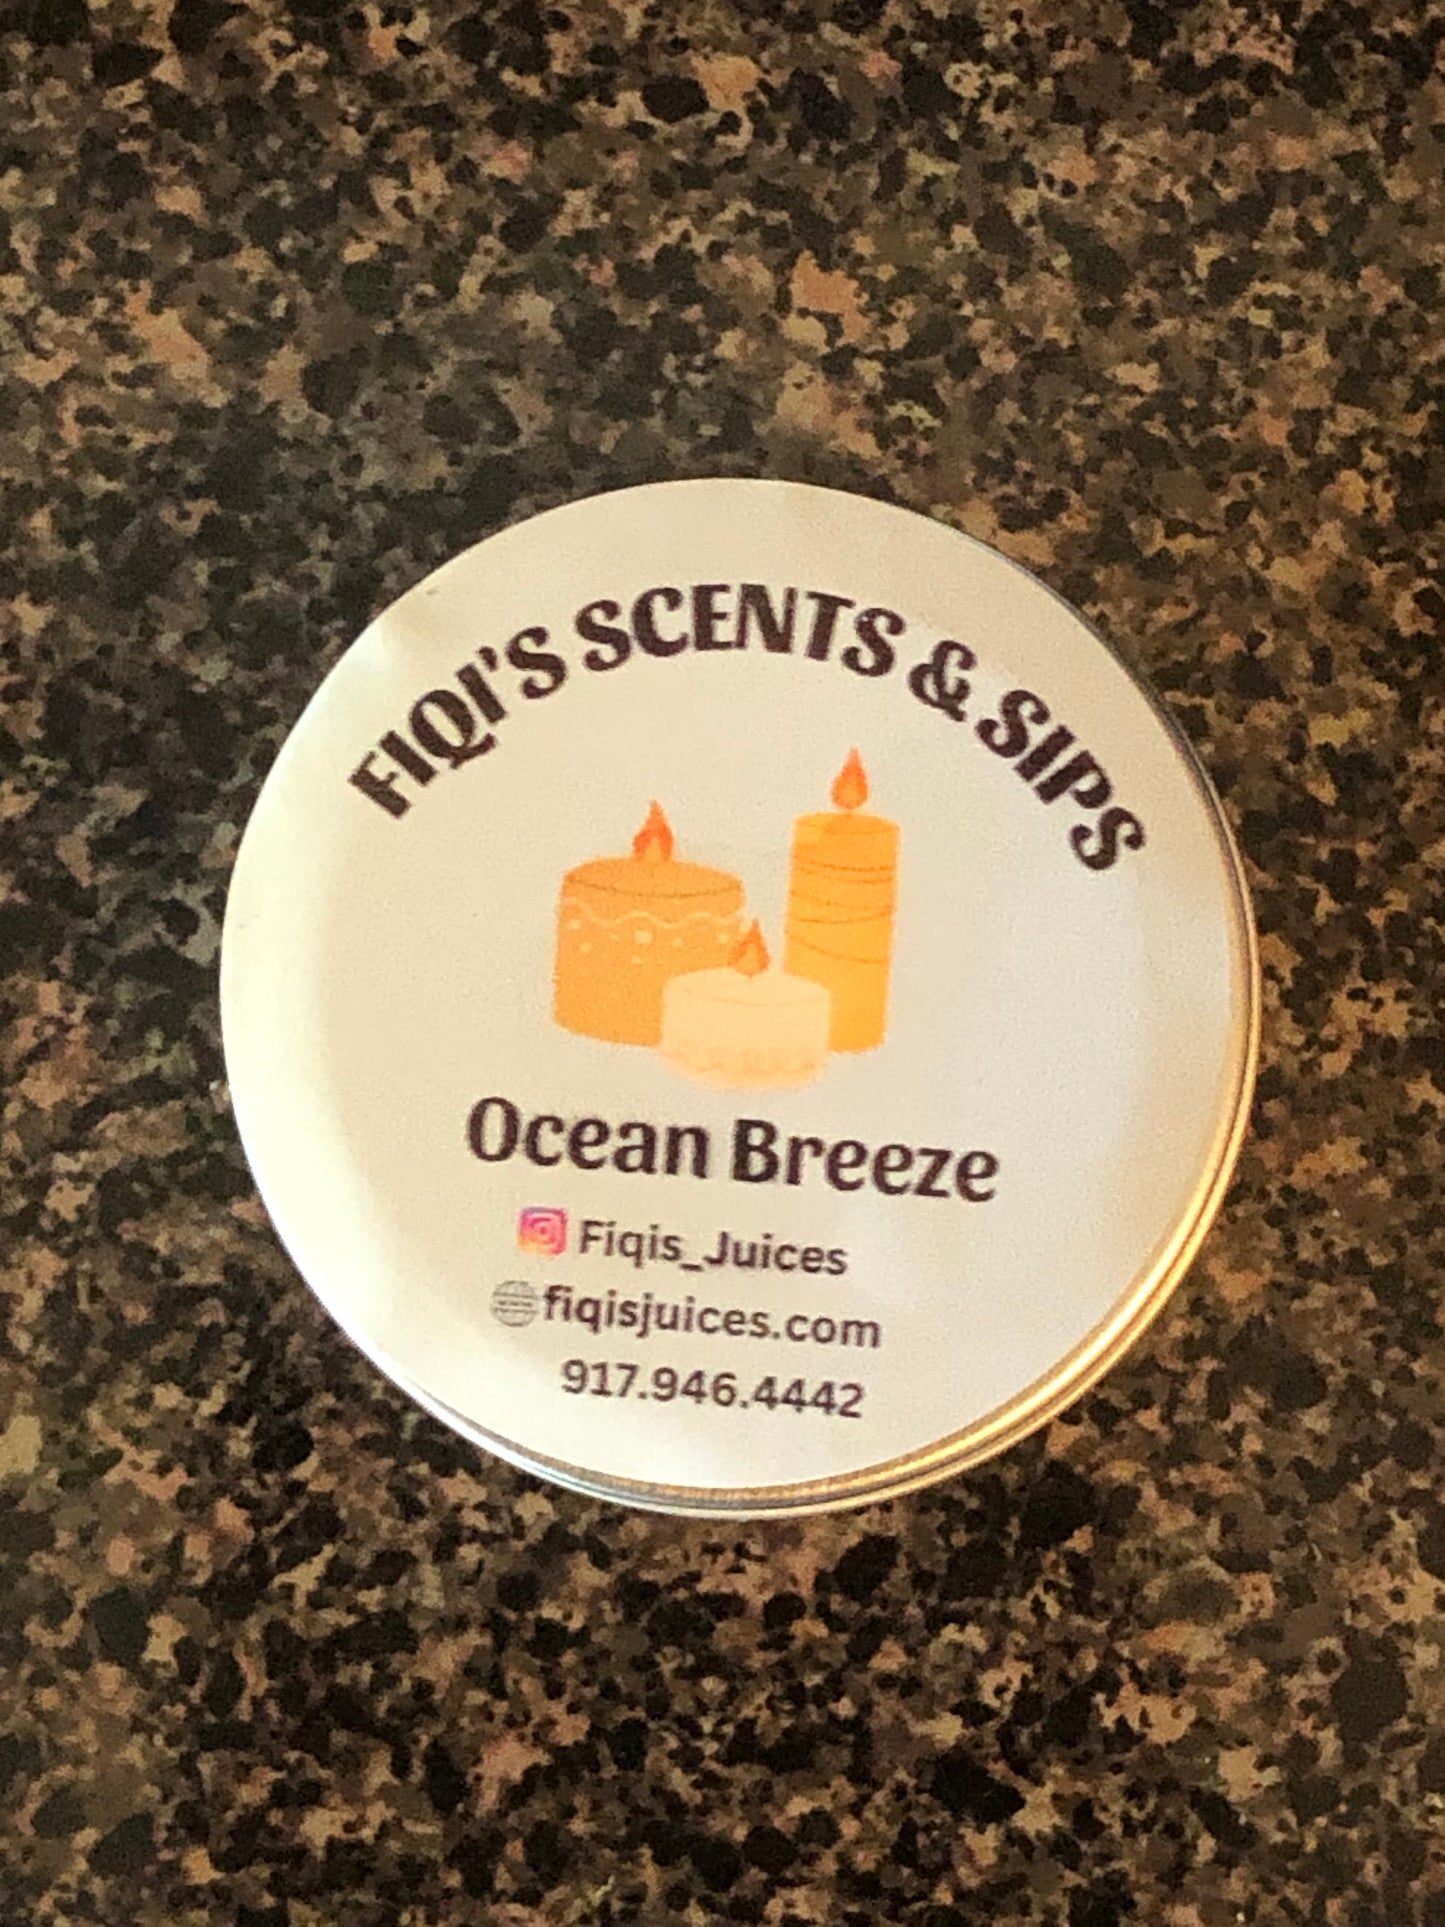 FIQI'S SCENTS & SIPS
Ocean Breeze
Fiqis_Juices
fiqisjuices.com
917.946.4442